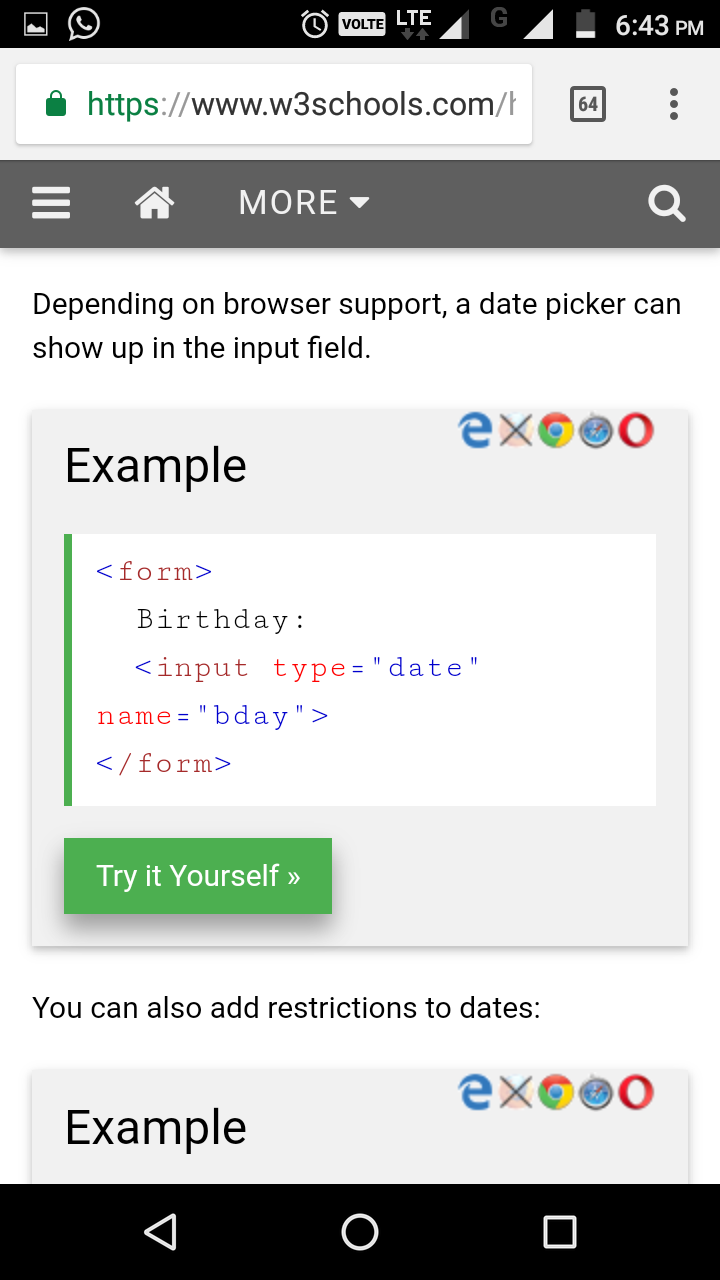 VOLTE LTE G 6:43 PM
https://www.w3schools.com/
64
MORE
Depending on browser support, a date picker can
show up in the input field.
Example
<form>
Birthday:
<input type="date"
name="bday">
</form>
Try it Yourself »
You can also add restrictions to dates:
Example